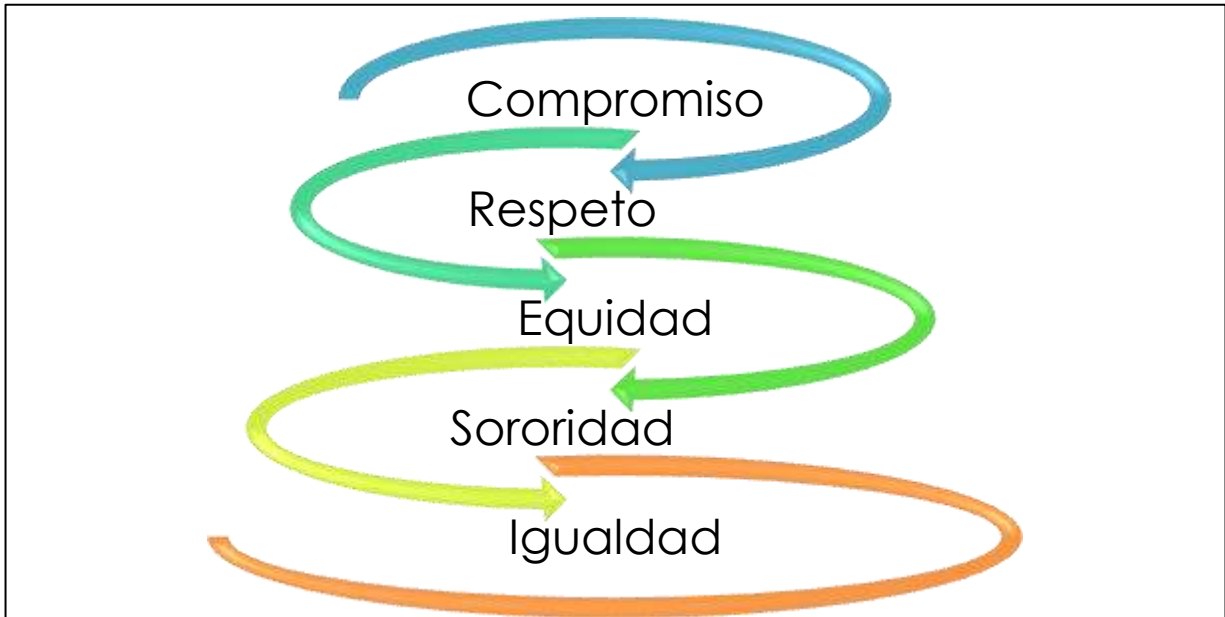 Compromiso
Respeto
Equidad
Sororidad
Igualdad